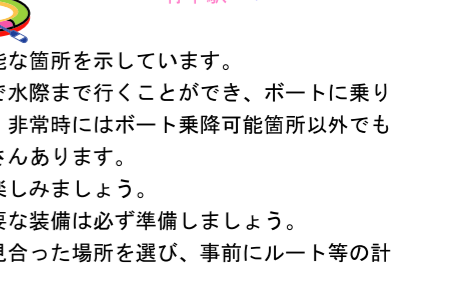 能な箇所を示しています。
で水際まで行くことができ、ボートに乗り
非常時にはボート乗降可能箇所以外でも
さんあります。
楽しみましょう。
要な装備は必ず準備しましょう。
見合った場所を選び、事前にルート等の計